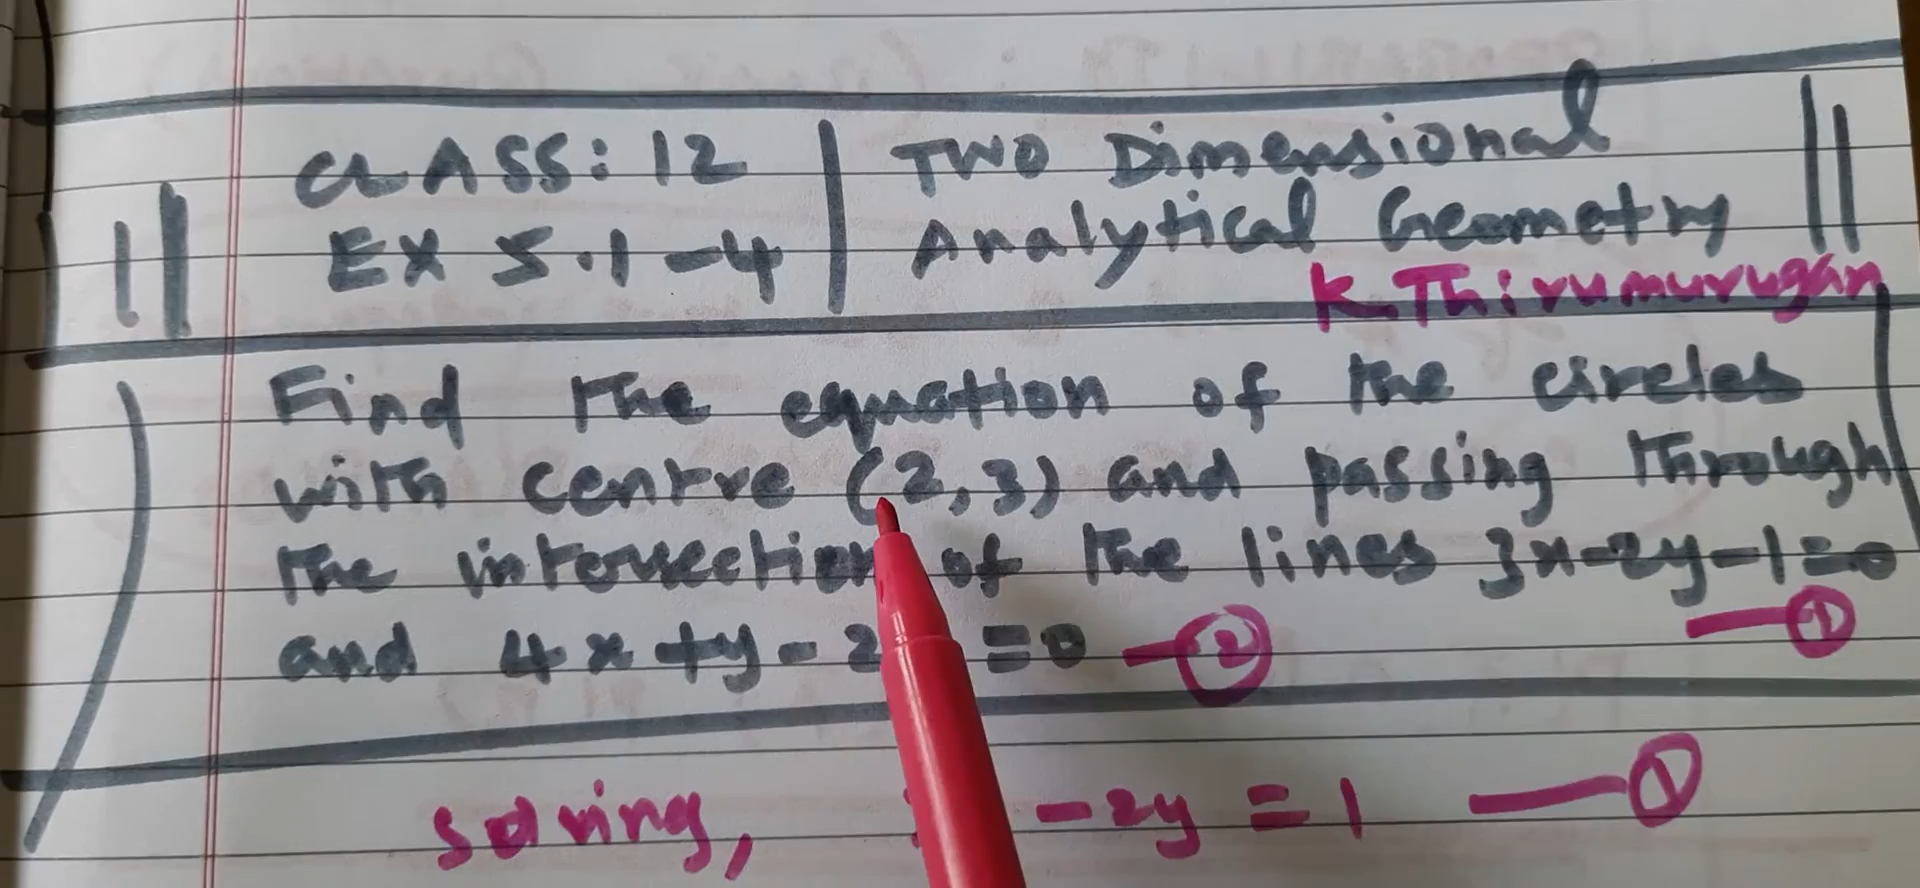 CLASS: 12
EX 5.1-4
Two Dimensional
Analytical Geometry
K. Thirumurugan
Find the equation of the circles
with centre (2,3) and passing through
the intersection of the lines 3x-2y-1=0
—①
and 4x+y-2 =0 —②
solving, -2y = 1 —①